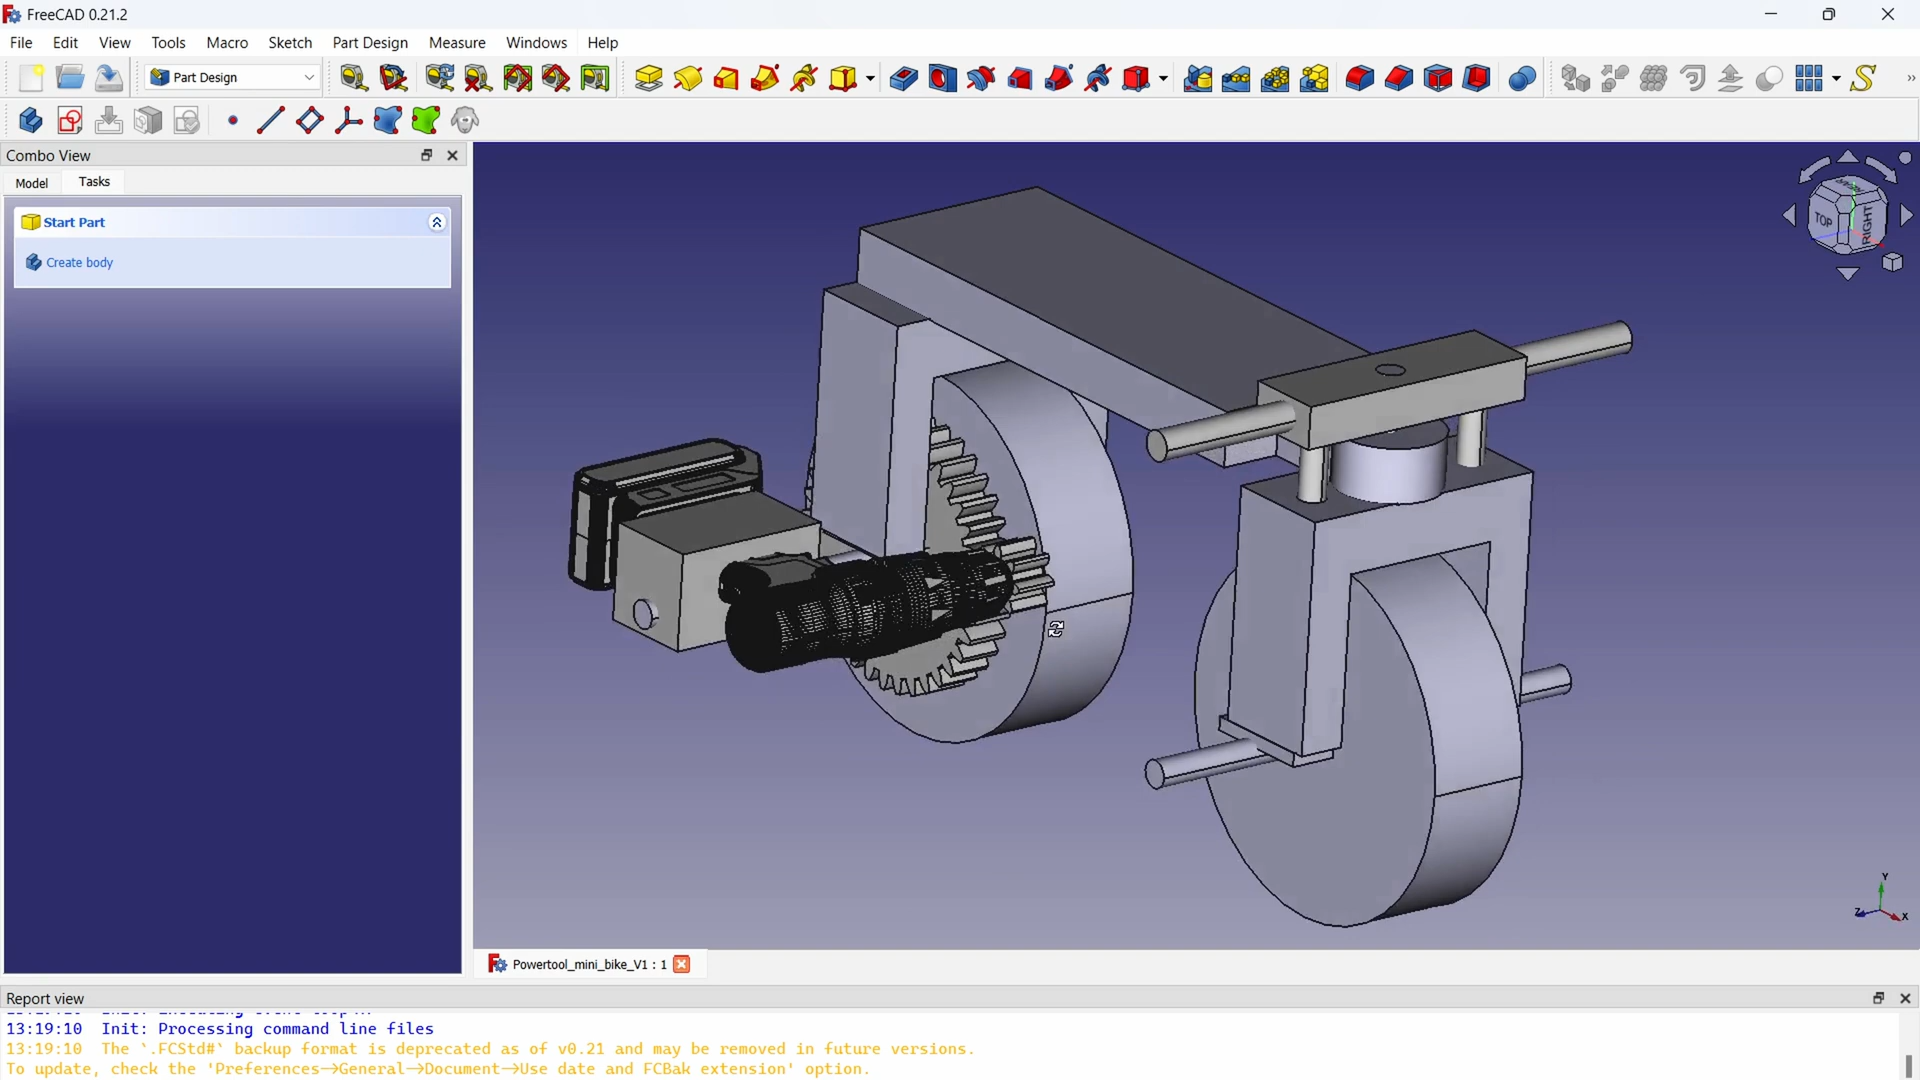 FreeCAD 0.21.2
File Edit View Tools Macro Sketch Part Design Measure Windows Help
Part Design
Combo View
Model Tasks
Start Part
Create body
TOP
RIGHT
Y
Z
X
Powertool_mini_bike_V1 : 1
Report view
13:19:10 Init: Processing command line files
13:19:10 The `.FCStd#` backup format is deprecated as of v0.21 and may be removed in future versions.
To update, check the 'Preferences→General→Document→Use date and FCBak extension' option.